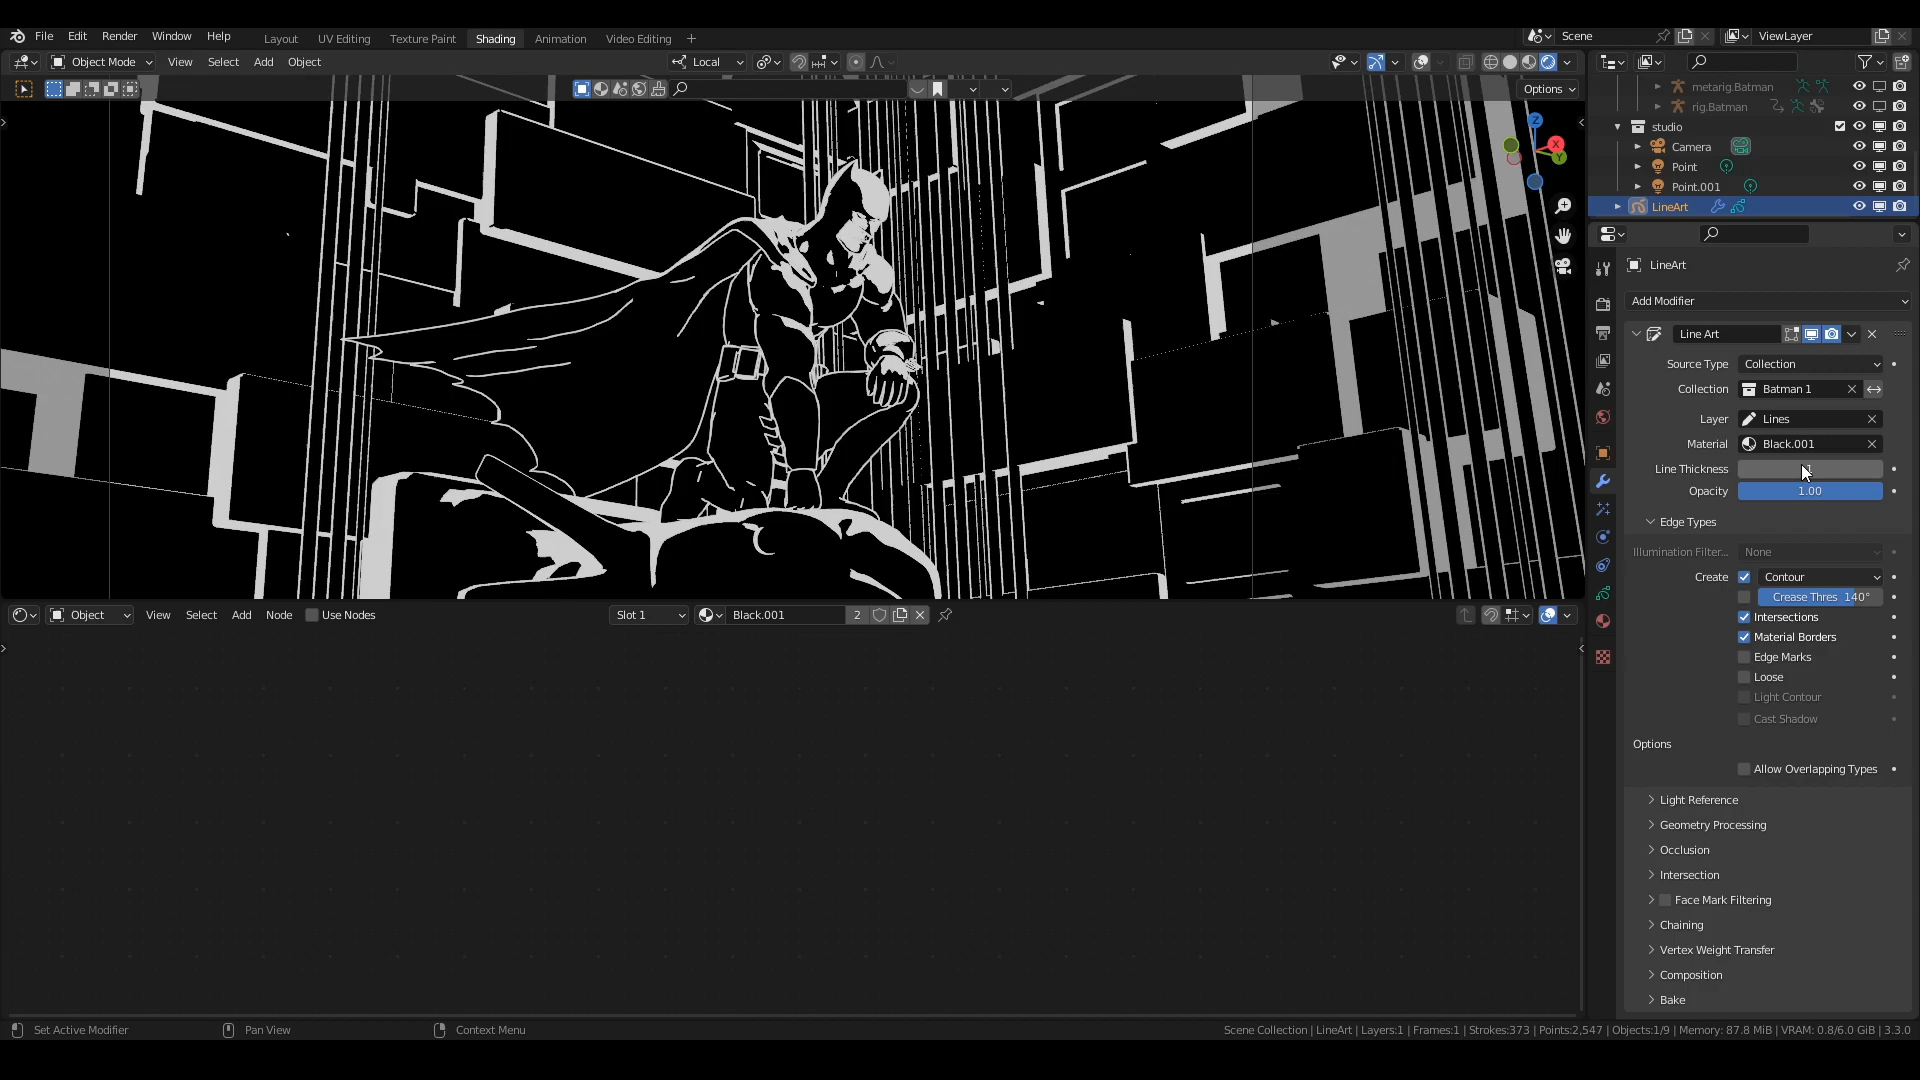 File Edit Render Window Help Layout UV Editing Texture Paint Shading Animation Video Editing + Scene ViewLayer
Object Mode View Select Add Object Local
Options
metarig.Batman
rig.Batman
studio
Camera
Point
Point.001
LineArt
Z
X
Y
LineArt
Add Modifier
Line Art
Source Type Collection
Collection Batman 1
Layer Lines
Material Black.001
Line Thickness
Opacity 1.00
Edge Types
Illumination Filter... None
Create Contour
Crease Thres 140°
Intersections
Material Borders
Edge Marks
Loose
Light Contour
Cast Shadow
Options
Allow Overlapping Types
Light Reference
Geometry Processing
Occlusion
Intersection
Face Mark Filtering
Chaining
Vertex Weight Transfer
Composition
Bake
Object View Select Add Node Use Nodes Slot 1 Black.001 2
Set Active Modifier Pan View Context Menu Scene Collection | LineArt | Layers:1 | Frames:1 | Strokes:373 | Points:2,547 | Objects:1/9 | Memory: 87.8 MiB | VRAM: 0.8/6.0 GiB | 3.3.0